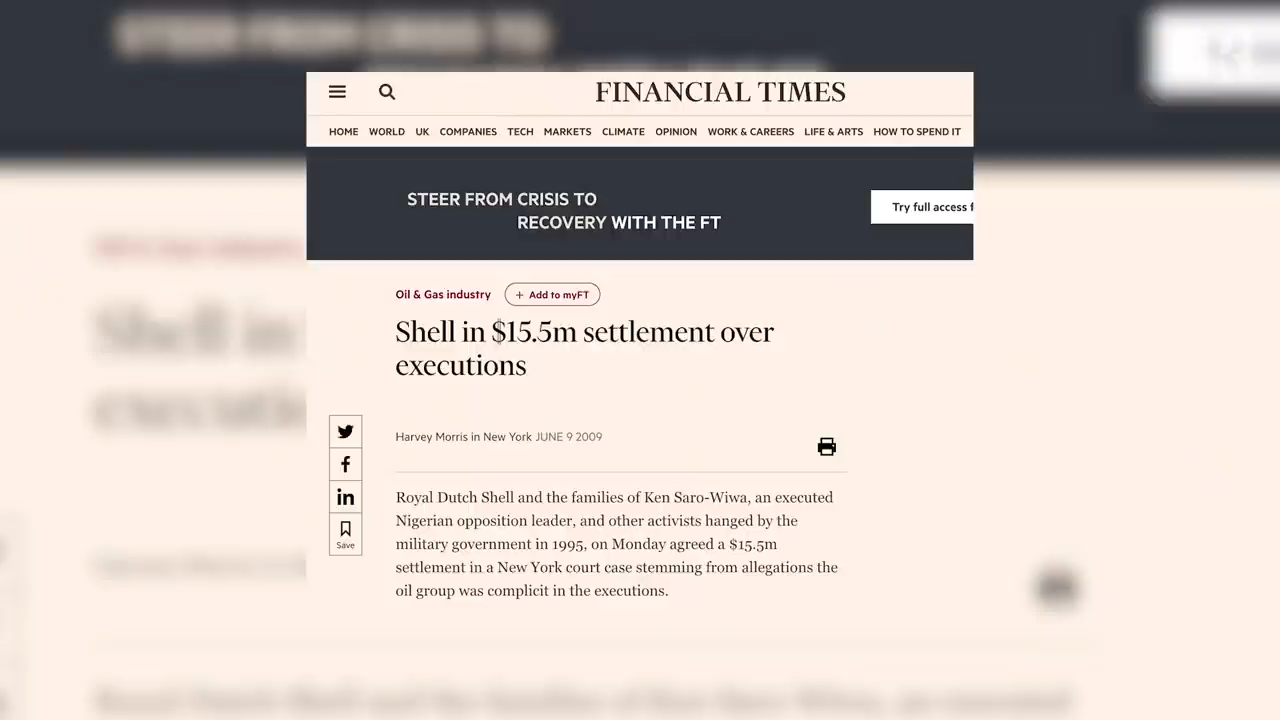 STEER FROM CRISIS TO
FINANCIAL TIMES
HOME WORLD UK COMPANIES TECH MARKETS CLIMATE OPINION WORK & CAREERS LIFE & ARTS HOW TO SPEND IT
STEER FROM CRISIS TO
RECOVERY WITH THE FT
Try full access f
Oil & Gas industry
+ Add to myFT
Shell in $15.5m settlement over
executions
Harvey Morris in New York JUNE 9 2009
Save
Royal Dutch Shell and the families of Ken Saro-Wiwa, an executed
Nigerian opposition leader, and other activists hanged by the
military government in 1995, on Monday agreed a $15.5m
settlement in a New York court case stemming from allegations the
oil group was complicit in the executions.